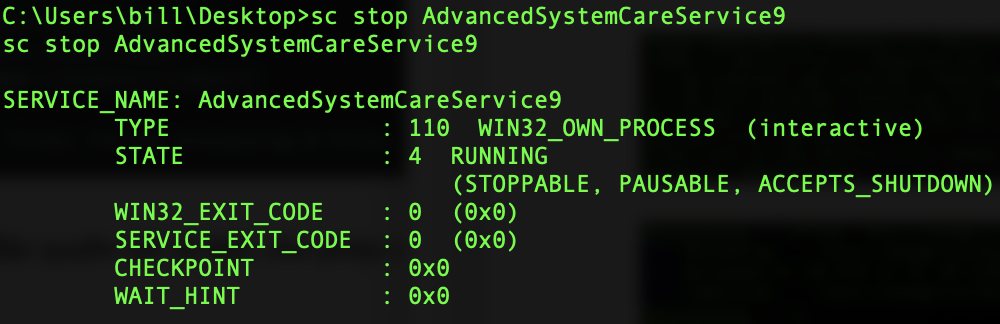 C:\Users\bill\Desktop>sc stop AdvancedSystemCareService9
sc stop AdvancedSystemCareService9

SERVICE_NAME: AdvancedSystemCareService9
        TYPE               : 110  WIN32_OWN_PROCESS  (interactive)
        STATE              : 4  RUNNING
                                (STOPPABLE, PAUSABLE, ACCEPTS_SHUTDOWN)
        WIN32_EXIT_CODE    : 0  (0x0)
        SERVICE_EXIT_CODE  : 0  (0x0)
        CHECKPOINT         : 0x0
        WAIT_HINT          : 0x0